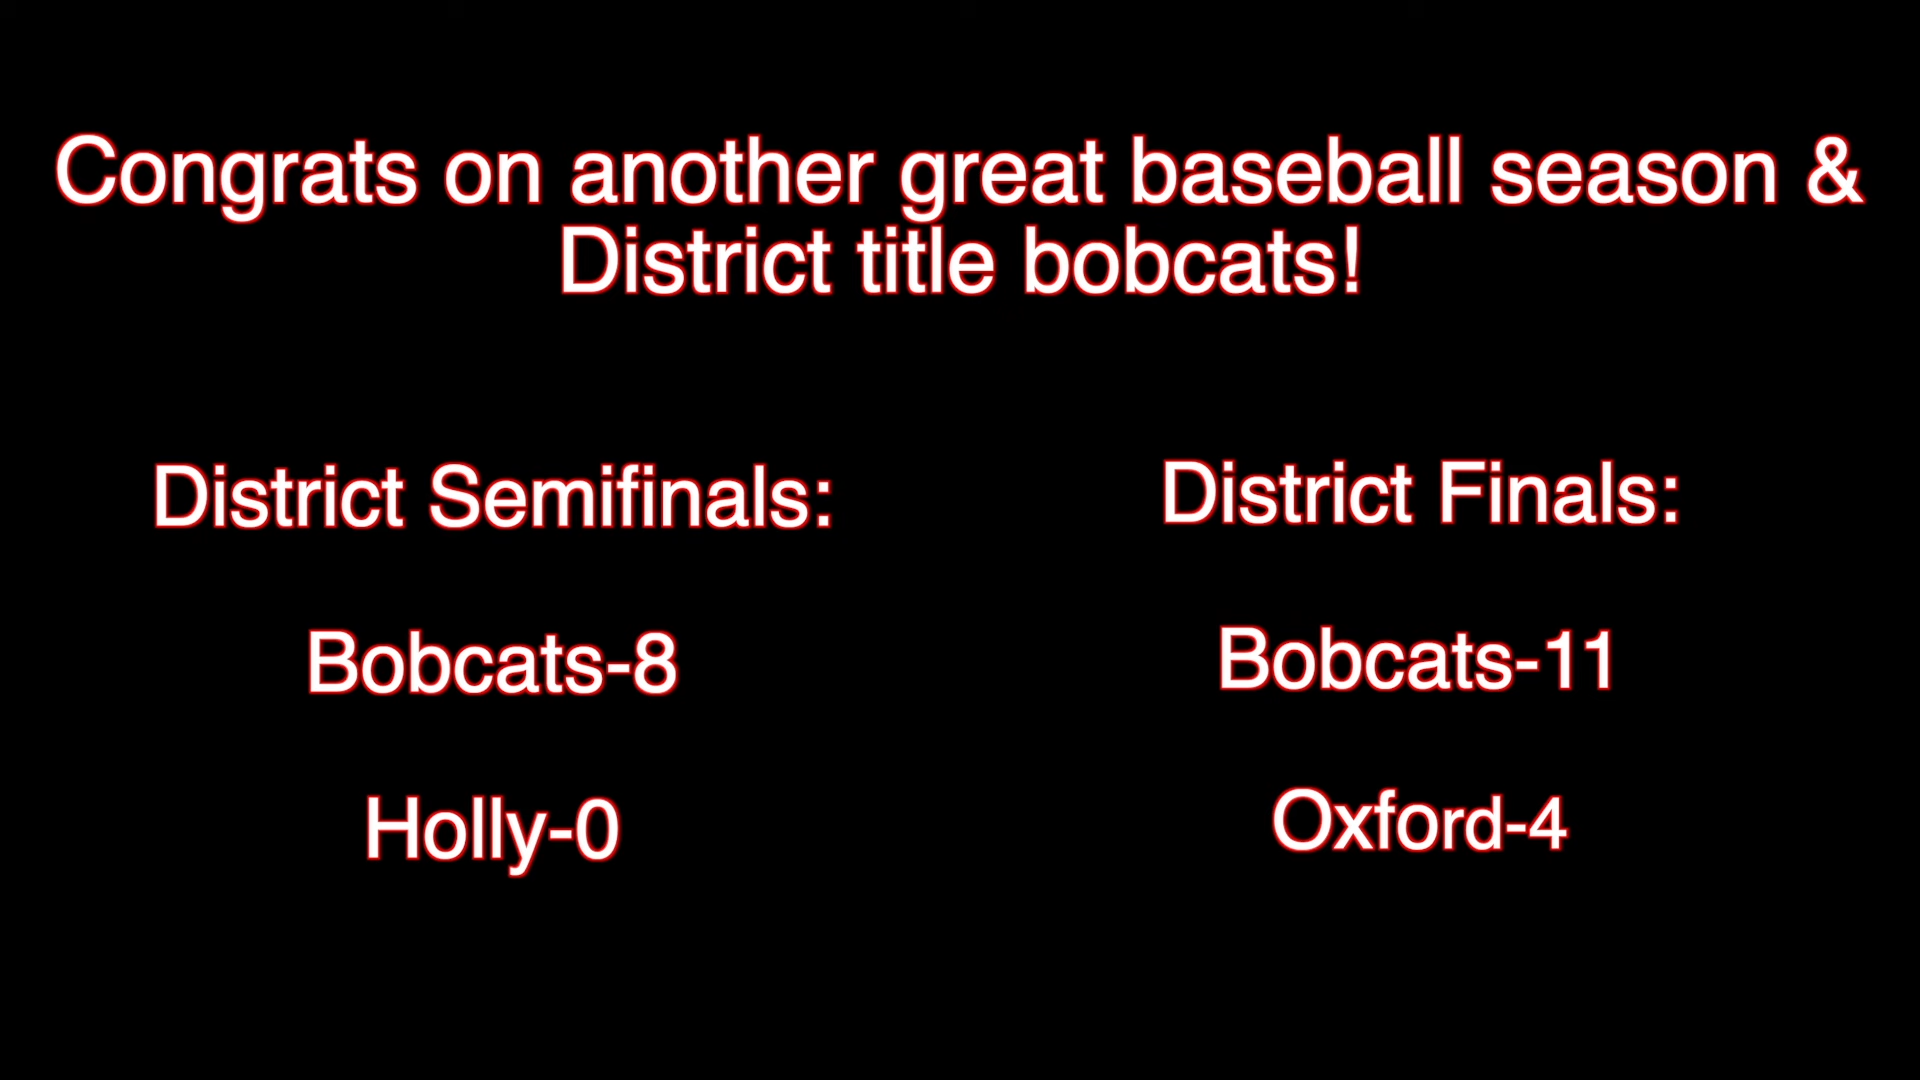 Congrats on another great baseball season &
District title bobcats!
District Semifinals:
Bobcats-8
Holly-0
District Finals:
Bobcats-11
Oxford-4